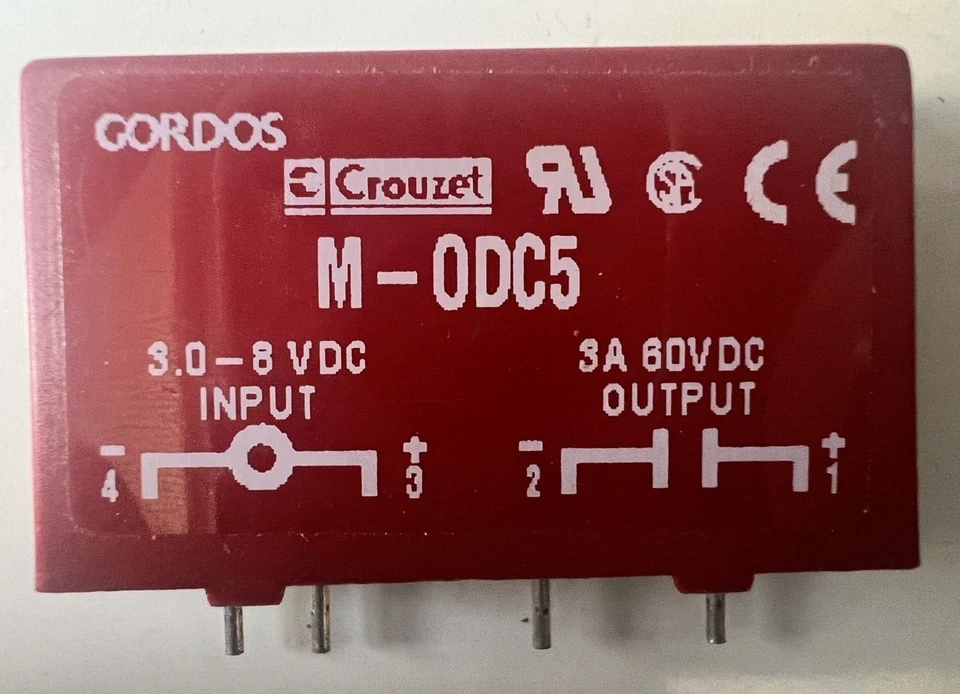 GORDOS
Crouzet
M-ODC5
3.0-8 VDC
INPUT
3A 60VDC
OUTPUT
- 4 + 3
- 2 + 1